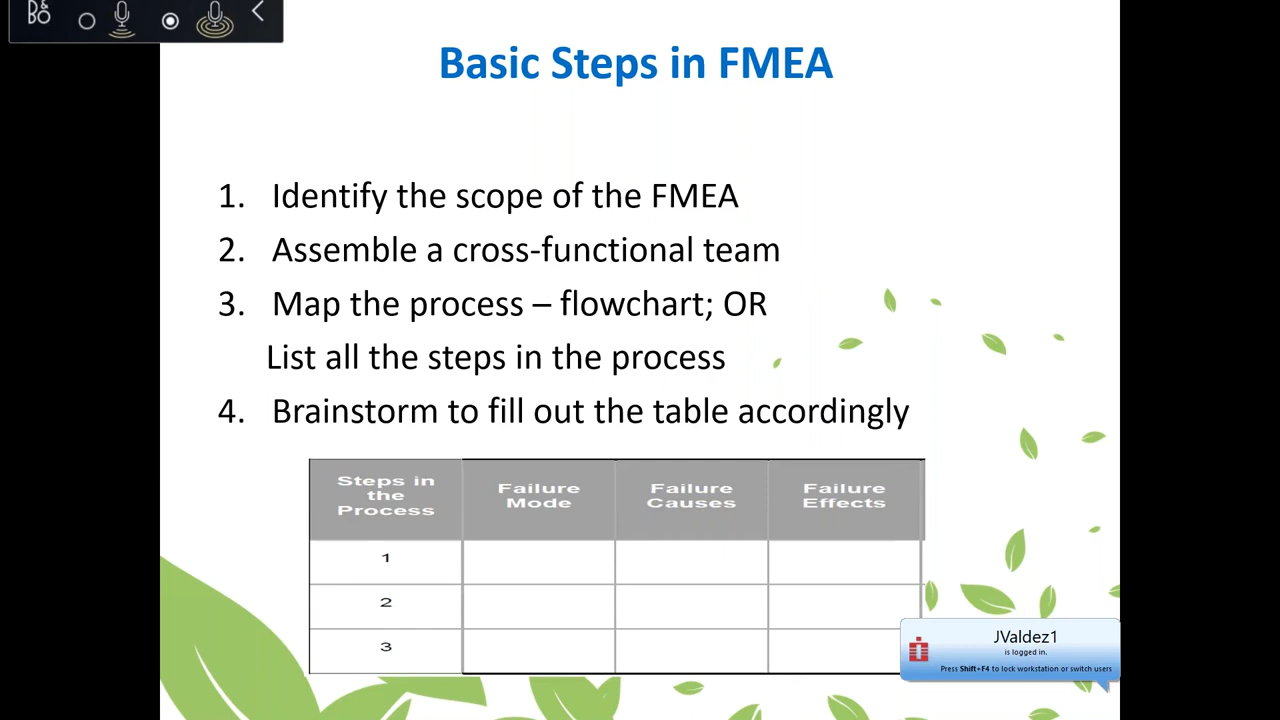 B&
BO
Basic Steps in FMEA
1. Identify the scope of the FMEA
2. Assemble a cross-functional team
3. Map the process – flowchart; OR
List all the steps in the process
4. Brainstorm to fill out the table accordingly
Steps in the Process Failure Mode Failure Causes Failure Effects
1
2
3
JValdez1
is logged in.
Press Shift+F4 to lock workstation or switch users